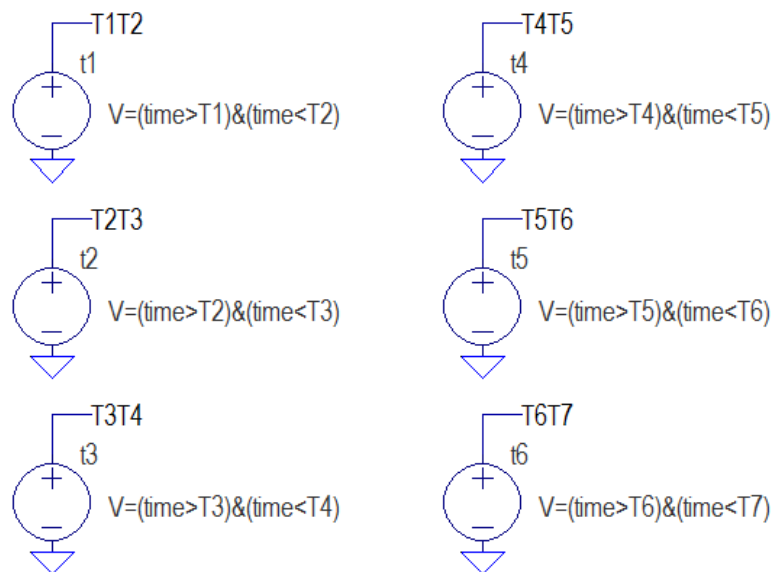 T1T2
t1
V=(time>T1)&(time<T2)
T2T3
t2
V=(time>T2)&(time<T3)
T3T4
t3
V=(time>T3)&(time<T4)
T4T5
t4
V=(time>T4)&(time<T5)
T5T6
t5
V=(time>T5)&(time<T6)
T6T7
t6
V=(time>T6)&(time<T7)